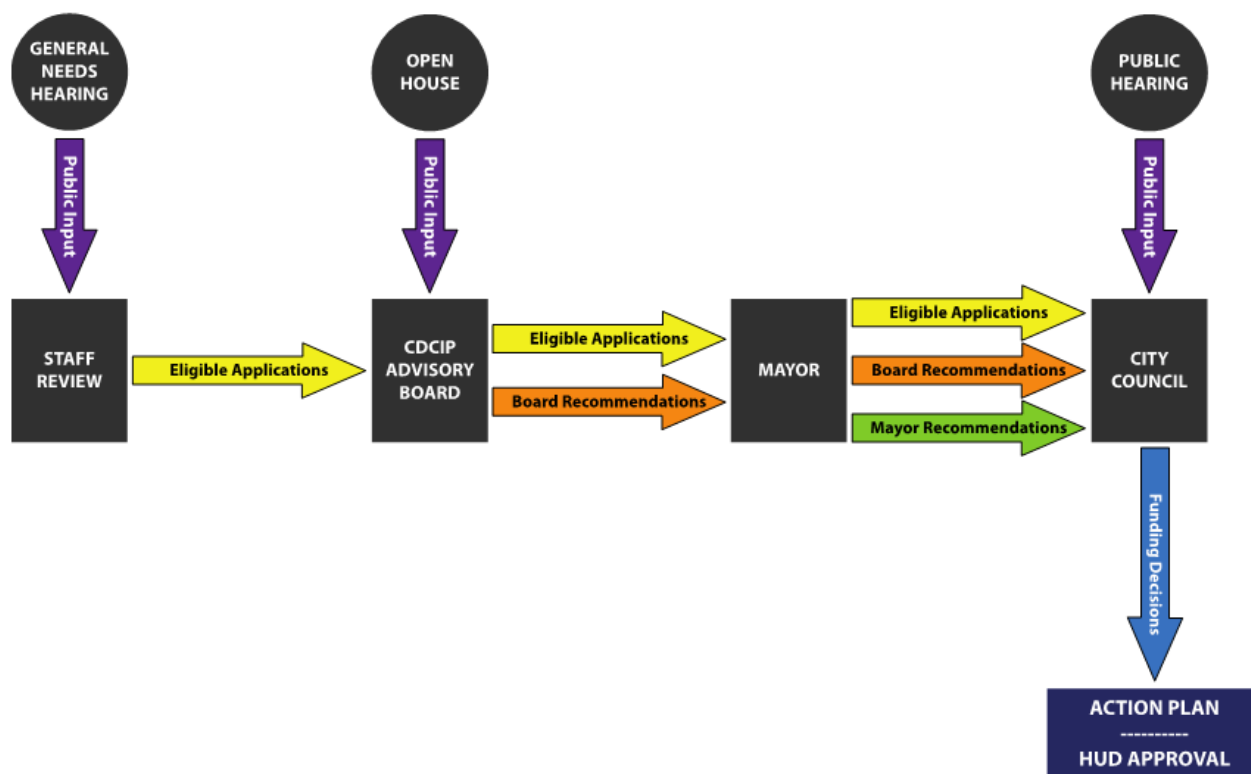 GENERAL
NEEDS
HEARING
OPEN
HOUSE
PUBLIC
HEARING
Public Input
Public Input
Public Input
STAFF
REVIEW
Eligible Applications
CDCIP
ADVISORY
BOARD
Eligible Applications
Board Recommendations
MAYOR
Eligible Applications
Board Recommendations
Mayor Recommendations
CITY
COUNCIL
Funding Decisions
ACTION PLAN
----------
HUD APPROVAL